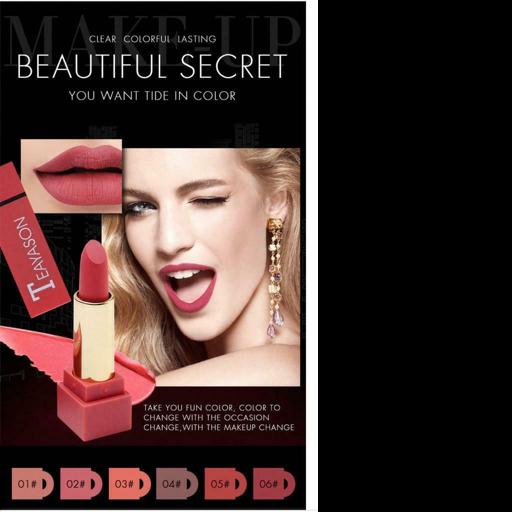 MAKE-UP
CLEAR COLORFUL LASTING
BEAUTIFUL SECRET
YOU WANT TIDE IN COLOR
TEAYASON
TAKE YOU FUN COLOR, COLOR TO
CHANGE WITH THE OCCASION
CHANGE,WITH THE MAKEUP CHANGE
01# 02# 03# 04# 05# 06#